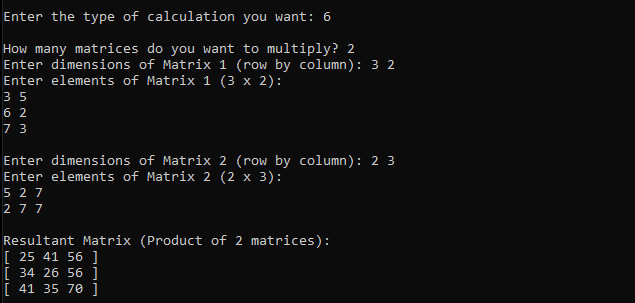 Enter the type of calculation you want: 6
How many matrices do you want to multiply? 2
Enter dimensions of Matrix 1 (row by column): 3 2
Enter elements of Matrix 1 (3 x 2):
3 5
6 2
7 3
Enter dimensions of Matrix 2 (row by column): 2 3
Enter elements of Matrix 2 (2 x 3):
5 2 7
2 7 7
Resultant Matrix (Product of 2 matrices):
[ 25 41 56 ]
[ 34 26 56 ]
[ 41 35 70 ]